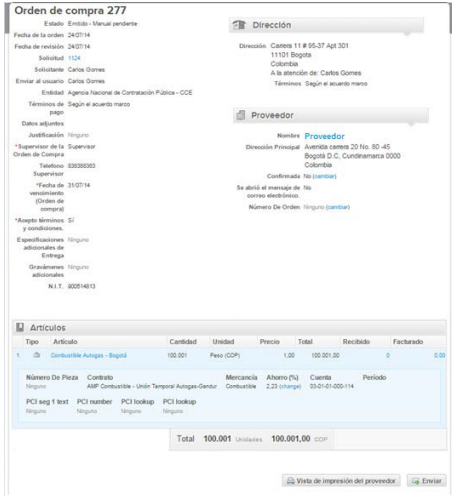 Orden de compra 277
Estado Emitido - Manual pendiente
Fecha de la orden 24/07/14
Fecha de revisión 24/07/14
Solicitud 1124
Solicitante Carlos Gomes
Enviar al usuario Carlos Gomes
Entidad Agencia Nacional de Contratación Pública - CCE
Términos de pago Según el acuerdo marco
Datos adjuntos
Justificación Ninguno
*Supervisor de la Orden de Compra Supervisor
Telefono Supervisor
*Fecha de vencimiento (Orden de compra) 31/07/14
*Acepto términos y condiciones. Sí
Especificaciones adicionales de Entrega Ninguno
Gravámenes adicionales Ninguno
N.I.T. 900514813
Dirección
Dirección Carrera 11 # 95-37 Apt 301
11101 Bogota
Colombia
A la atención de: Carlos Gomes
Términos Según el acuerdo marco
Proveedor
Nombre Proveedor
Dirección Principal Avenida carrera 20 No. 80 -45
Bogotá D.C, Cundinamarca 0000
Colombia
Confirmada No (cambiar)
Se abrió el mensaje de correo electrónico. No
Número De Orden Ninguno (cambiar)
Artículos
Tipo Artículo Cantidad Unidad Precio Total Recibido Facturado
1 Combustible Autogas - Bogotá 100.001 Peso (COP) 1,00 100.001,00 0 0,00
Número De Pieza Contrato Mercancía Ahorro (%) Cuenta Período
Ninguno AMP Combustible - Unión Temporal Autogas-Gandur Combustible 2,23 (change) 03-01-01-000-114
PCI seg 1 text PCI number PCI lookup PCI lookup
Ninguno Ninguno Ninguno Ninguno
Total 100.001 Unidades 100.001,00 COP
Vista de impresión del proveedor Enviar